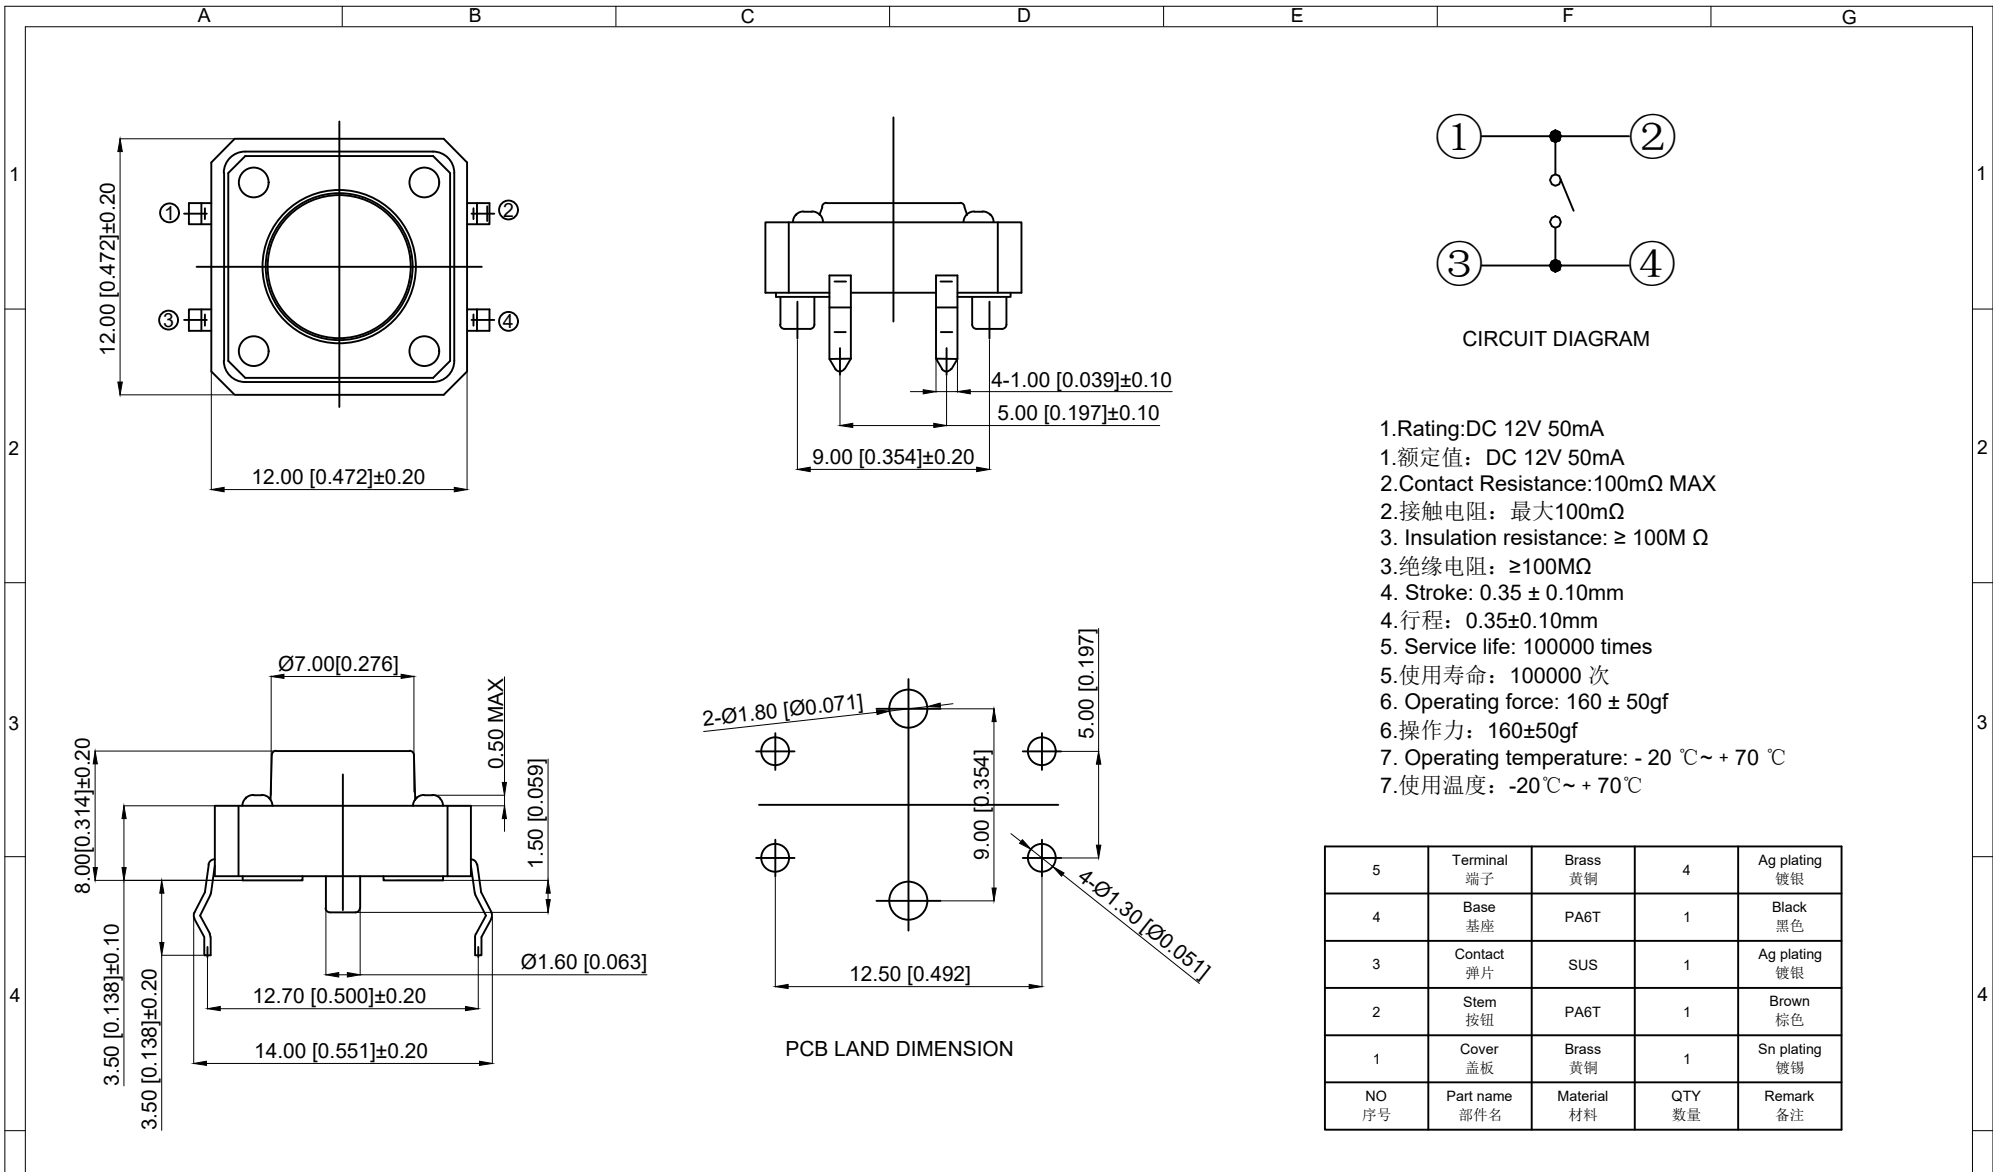 A B C D E F G
1
2
3
4
1
2
3
4
12.00 [0.472]±0.20
① ②
③ ④
12.00 [0.472]±0.20
4-1.00 [0.039]±0.10
5.00 [0.197]±0.10
9.00 [0.354]±0.20
① ②
③ ④
CIRCUIT DIAGRAM
1.Rating:DC 12V 50mA
1.额定值：DC 12V 50mA
2.Contact Resistance:100mΩ MAX
2.接触电阻：最大100mΩ
3. Insulation resistance: ≥ 100M Ω
3.绝缘电阻：≥100MΩ
4. Stroke: 0.35 ± 0.10mm
4.行程：0.35±0.10mm
5. Service life: 100000 times
5.使用寿命：100000 次
6. Operating force: 160 ± 50gf
6.操作力：160±50gf
7. Operating temperature: - 20 ℃~ + 70 ℃
7.使用温度：-20℃~ + 70℃
Ø7.00[0.276]
0.50 MAX
8.00[0.314]±0.20
1.50 [0.059]
3.50 [0.138]±0.10
3.50 [0.138]±0.20
Ø1.60 [0.063]
12.70 [0.500]±0.20
14.00 [0.551]±0.20
2-Ø1.80 [Ø0.071]
5.00 [0.197]
9.00 [0.354]
4-Ø1.30 [Ø0.051]
12.50 [0.492]
PCB LAND DIMENSION
5 Terminal Brass 4 Ag plating
端子 黄铜 镀银
4 Base PA6T 1 Black
基座 黑色
3 Contact SUS 1 Ag plating
弹片 镀银
2 Stem PA6T 1 Brown
按钮 棕色
1 Cover Brass 1 Sn plating
盖板 黄铜 镀锡
NO Part name Material QTY Remark
序号 部件名 材料 数量 备注